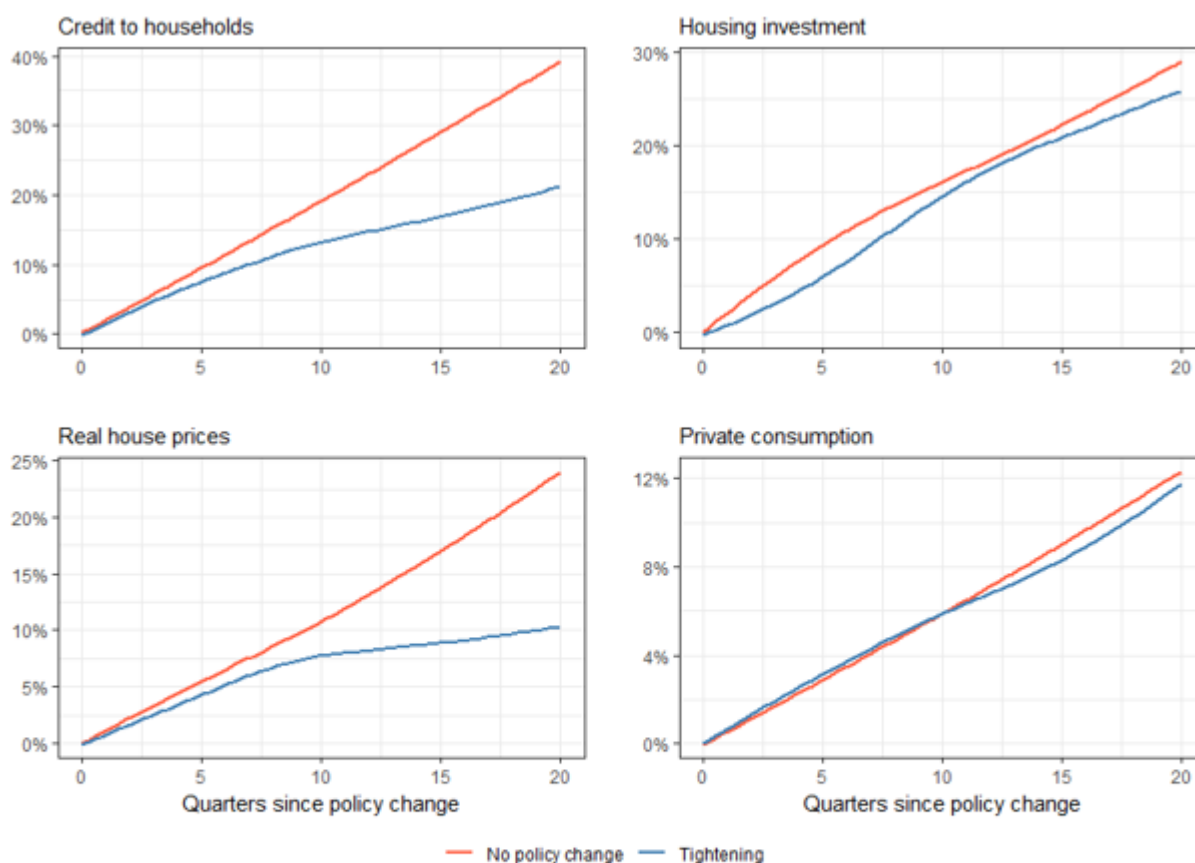 Credit to households
40%
30%
20%
10%
0%
0 5 10 15 20
Housing investment
30%
20%
10%
0%
0 5 10 15 20
Real house prices
25%
20%
15%
10%
5%
0%
0 5 10 15 20
Quarters since policy change
Private consumption
12%
8%
4%
0%
0 5 10 15 20
Quarters since policy change
No policy change Tightening